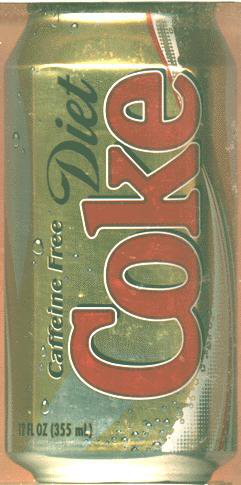 Caffeine Free
Diet
Coke
12 FL OZ (355 mL)